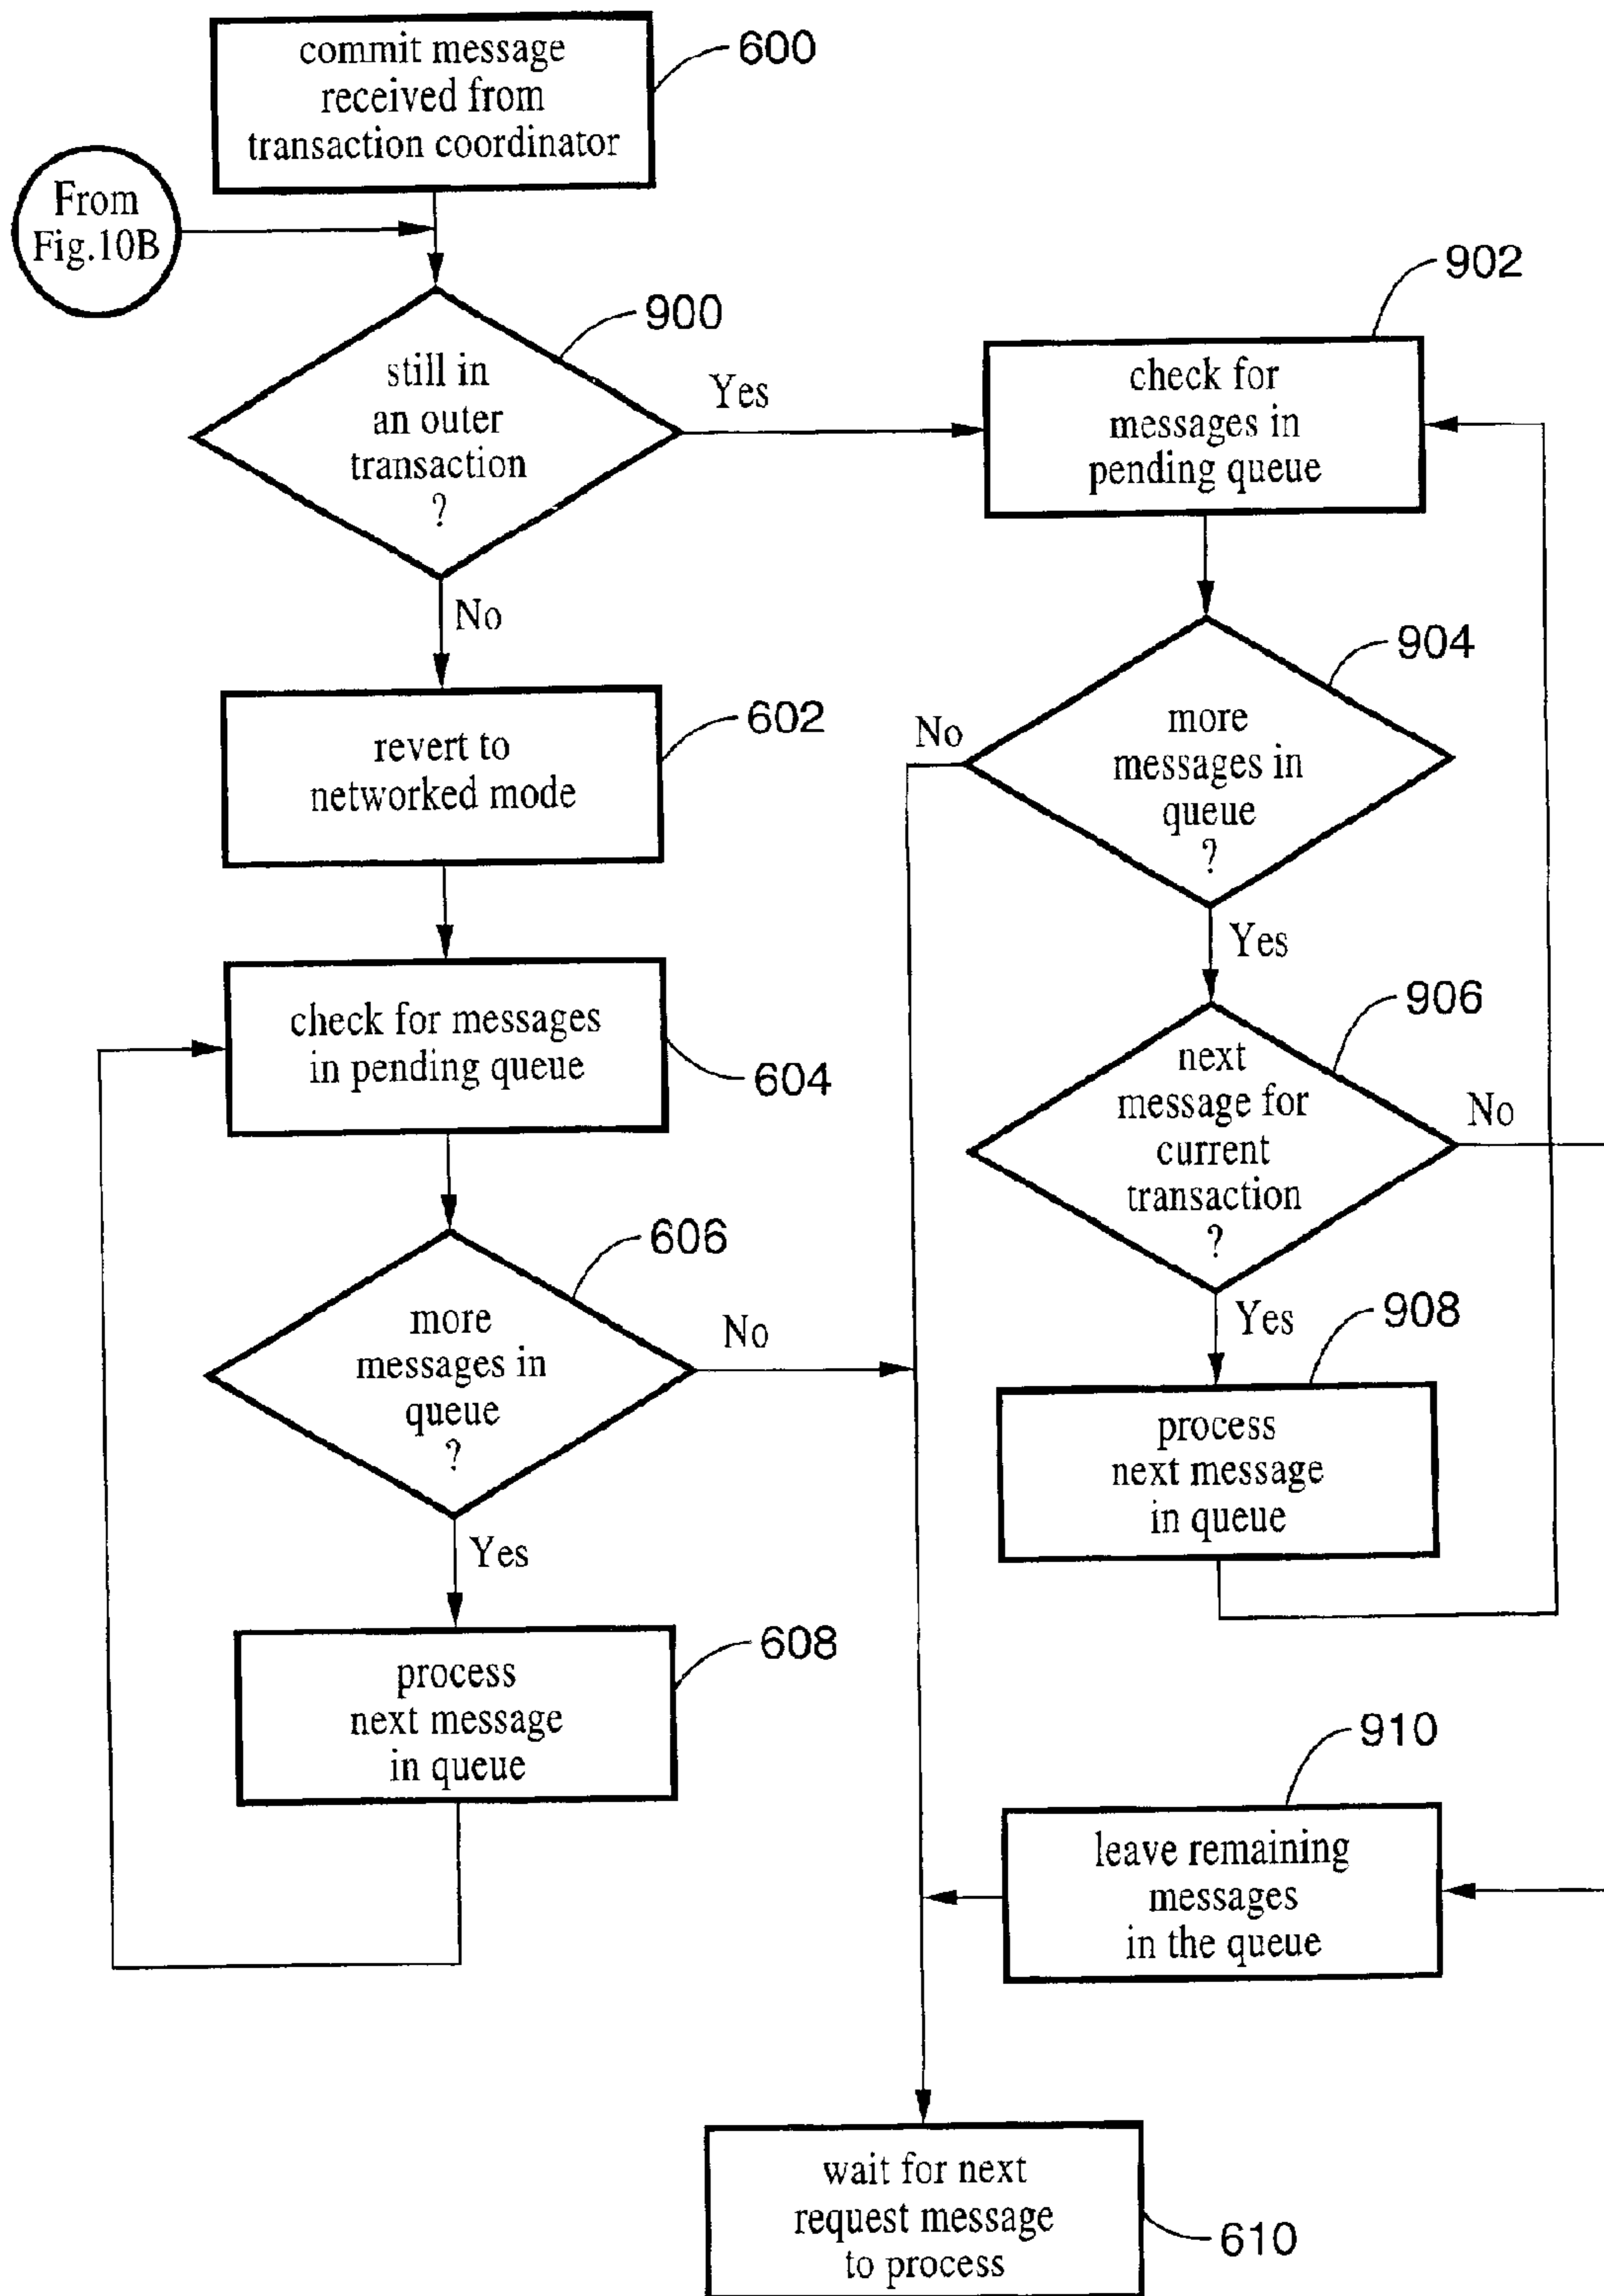 commit message
received from
transaction coordinator
600
From
Fig.10B
still in
an outer
transaction
?
900
Yes
No
check for
messages in
pending queue
902
revert to
networked mode
602
more
messages in
queue
?
904
No
Yes
check for messages
in pending queue
604
next
message for
current
transaction
?
906
No
Yes
more
messages in
queue
?
606
No
Yes
process
next message
in queue
908
process
next message
in queue
608
leave remaining
messages
in the queue
910
wait for next
request message
to process
610